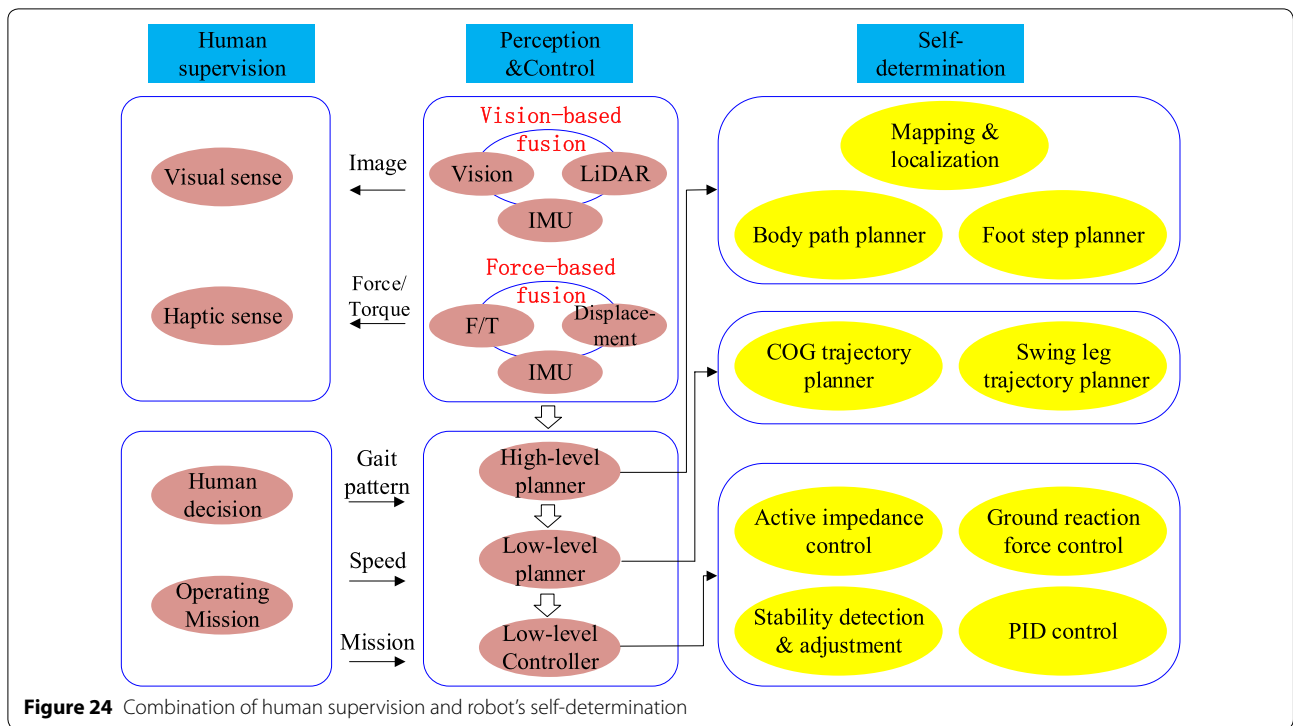 Human
supervision
Perception
&Control
Self-
determination
Visual sense
Haptic sense
Image
Force/
Torque
Vision-based
fusion
Vision
LiDAR
IMU
Force-based
fusion
F/T
Displace-
ment
IMU
Mapping &
localization
Body path planner
Foot step planner
COG trajectory
planner
Swing leg
trajectory planner
Human
decision
Operating
Mission
Gait
pattern
Speed
Mission
High-level
planner
Low-level
planner
Low-level
Controller
Active impedance
control
Ground reaction
force control
Stability detection
& adjustment
PID control
Figure 24 Combination of human supervision and robot's self-determination